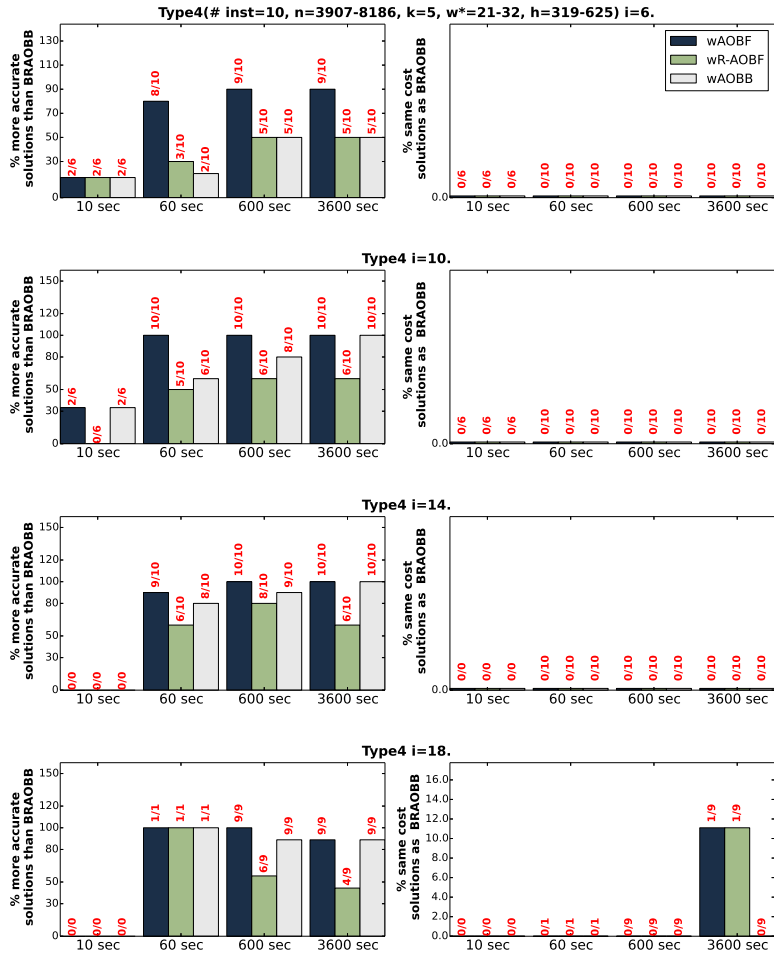 Type4(# inst=10, n=3907-8186, k=5, w*=21-32, h=319-625) i=6.
% more accurate
solutions than BRAOBB
0
30
50
70
90
110
130
2/6 2/6 2/6
8/10 3/10 2/10
9/10 5/10 5/10
9/10 5/10 5/10
10 sec 60 sec 600 sec 3600 sec
% same cost
solutions as BRAOBB
0.0
wAOBF
wR-AOBF
wAOBB
0/6 0/6 0/6
0/10 0/10 0/10
0/10 0/10 0/10
0/10 0/10 0/10
10 sec 60 sec 600 sec 3600 sec
Type4 i=10.
% more accurate
solutions than BRAOBB
0
30
50
80
100
120
150
2/6 0/6 2/6
10/10 5/10 6/10
10/10 6/10 8/10
10/10 6/10 10/10
10 sec 60 sec 600 sec 3600 sec
% same cost
solutions as BRAOBB
0.0
0/6 0/6 0/6
0/10 0/10 0/10
0/10 0/10 0/10
0/10 0/10 0/10
10 sec 60 sec 600 sec 3600 sec
Type4 i=14.
% more accurate
solutions than BRAOBB
0
30
50
80
100
120
150
0/0 0/0 0/0
9/10 6/10 8/10
10/10 8/10 9/10
10/10 6/10 10/10
10 sec 60 sec 600 sec 3600 sec
% same cost
solutions as BRAOBB
0.0
0/0 0/0 0/0
0/10 0/10 0/10
0/10 0/10 0/10
0/10 0/10 0/10
10 sec 60 sec 600 sec 3600 sec
Type4 i=18.
% more accurate
solutions than BRAOBB
0
30
50
80
100
120
150
0/0 0/0 0/0
1/1 1/1 1/1
9/9 6/9 9/9
9/9 4/9 9/9
10 sec 60 sec 600 sec 3600 sec
% same cost
solutions as BRAOBB
0.0
2.0
4.0
6.0
8.0
10.0
12.0
14.0
16.0
0/0 0/0 0/0
0/1 0/1 0/1
0/9 0/9 0/9
1/9 1/9 0/9
10 sec 60 sec 600 sec 3600 sec